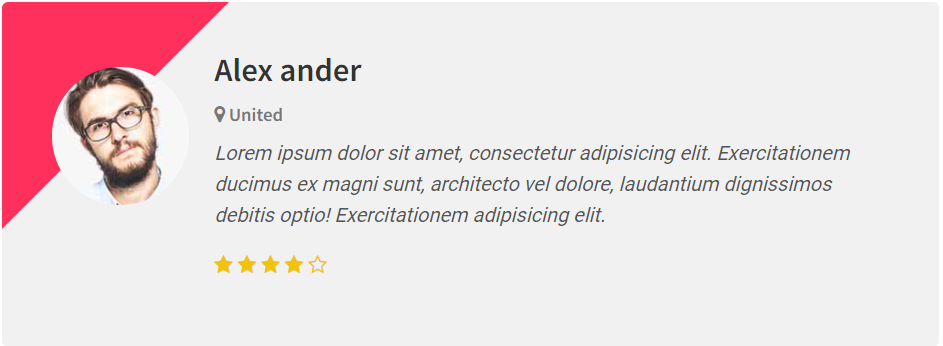 Alex ander
United
Lorem ipsum dolor sit amet, consectetur adipisicing elit. Exercitationem
ducimus ex magni sunt, architecto vel dolore, laudantium dignissimos
debitis optio! Exercitationem adipisicing elit.